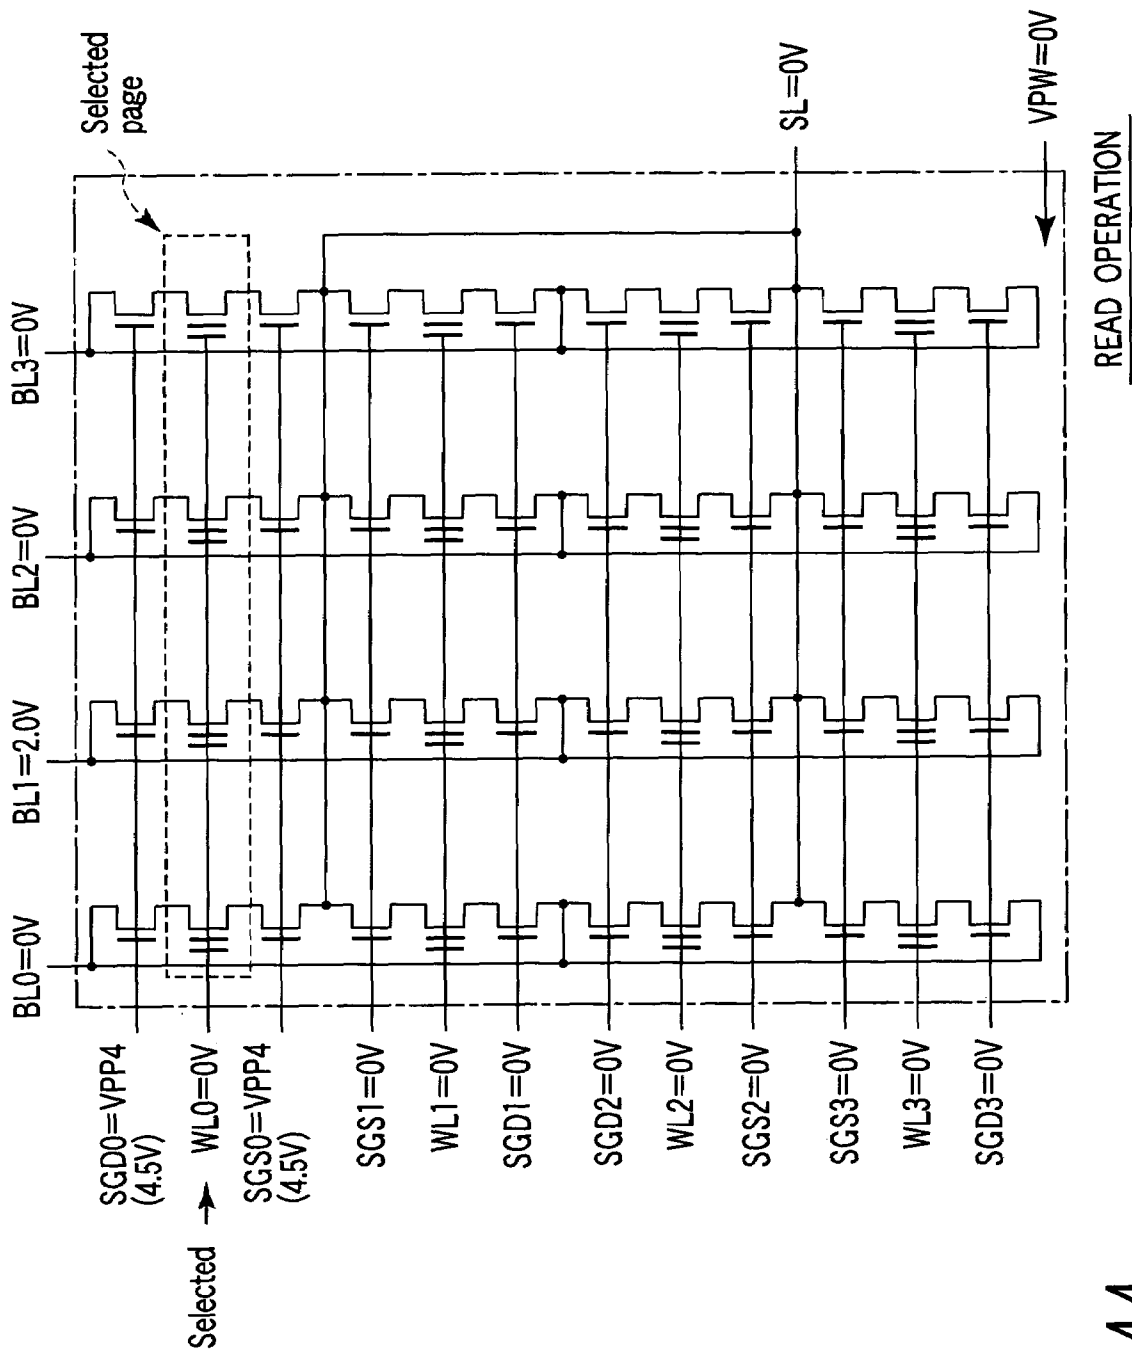 BL0=0V
BL1=2.0V
BL2=0V
BL3=0V
Selected
page
SGD0=VPP4
(4.5V)
Selected
WL0=0V
SGS0=VPP4
(4.5V)
SGS1=0V
WL1=0V
SGD1=0V
SGD2=0V
WL2=0V
SGS2=0V
SL=0V
SGS3=0V
WL3=0V
SGD3=0V
VPW=0V
READ OPERATION